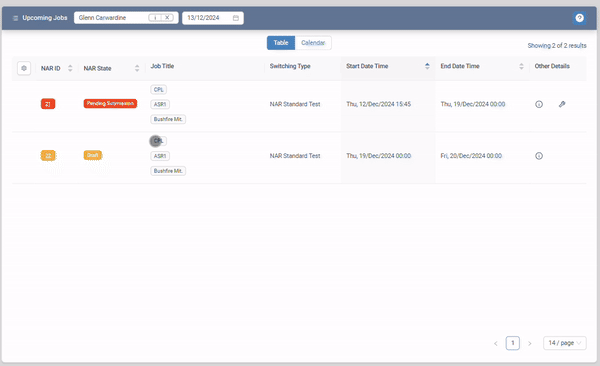 Upcoming Jobs
Glenn Carwardine
13/12/2024
Table
Calendar
Showing 2 of 2 results
NAR ID
NAR State
Job Title
Switching Type
Start Date Time
End Date Time
Other Details
Pending Submission
CPL
ASR1
Bushfire Mit.
NAR Standard Test
Thu, 12/Dec/2024 15:45
Thu, 19/Dec/2024 00:00
Draft
CPL
ASR1
Bushfire Mit.
NAR Standard Test
Thu, 19/Dec/2024 00:00
Fri, 20/Dec/2024 00:00
1
14 / page